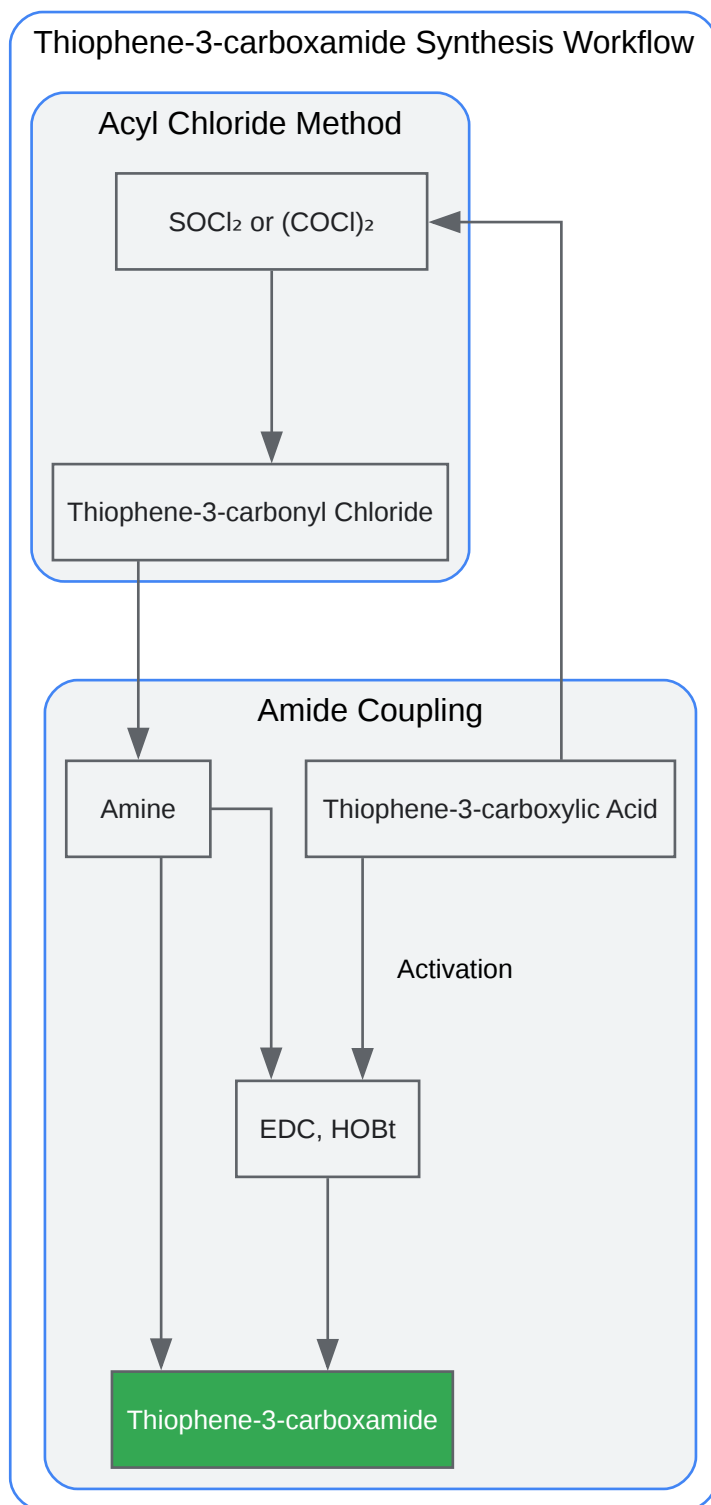 Thiophene-3-carboxamide Synthesis Workflow
Acyl Chloride Method
SOCl₂ or (COCl)₂
Thiophene-3-carbonyl Chloride
Amide Coupling
Amine
Thiophene-3-carboxylic Acid
Activation
EDC, HOBt
Thiophene-3-carboxamide